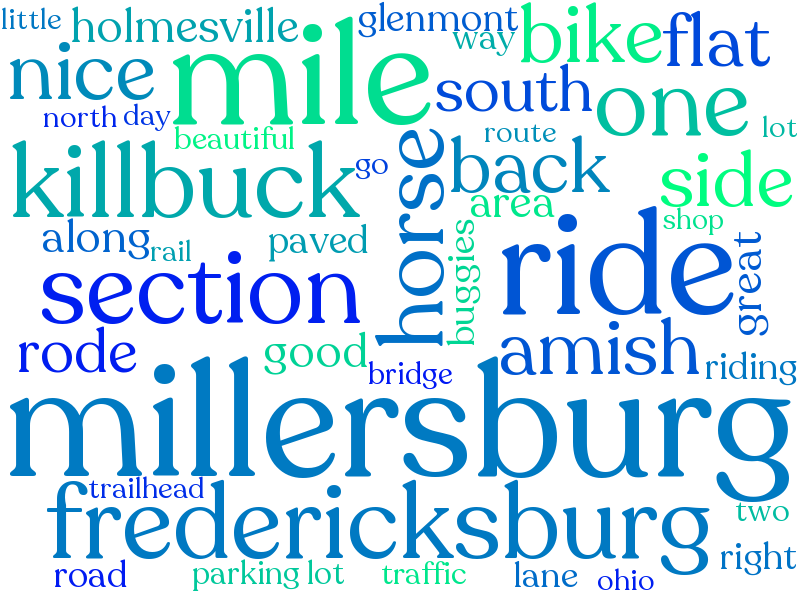 little
holmesville
glenmont
way
bike
flat
nice
mile
south
one
north
day
beautiful
route
lot
killbuck
go
horse
back
side
area
shop
along
rail
paved
buggies
ride
great
section
rode
good
bridge
amish
riding
millersburg
trailhead
fredericksburg
two
road
parking lot
traffic
lane
ohio
right